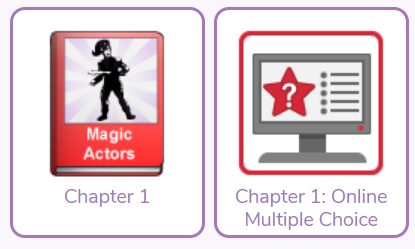 Magic
Actors
Chapter 1
?
Chapter 1: Online
Multiple Choice